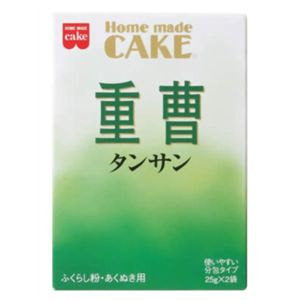 HOME MADE
cake
Home made
CAKE
重曹
タンサン
使いやすい
分包タイプ
ふくらし粉・あくぬき用
25g×2袋